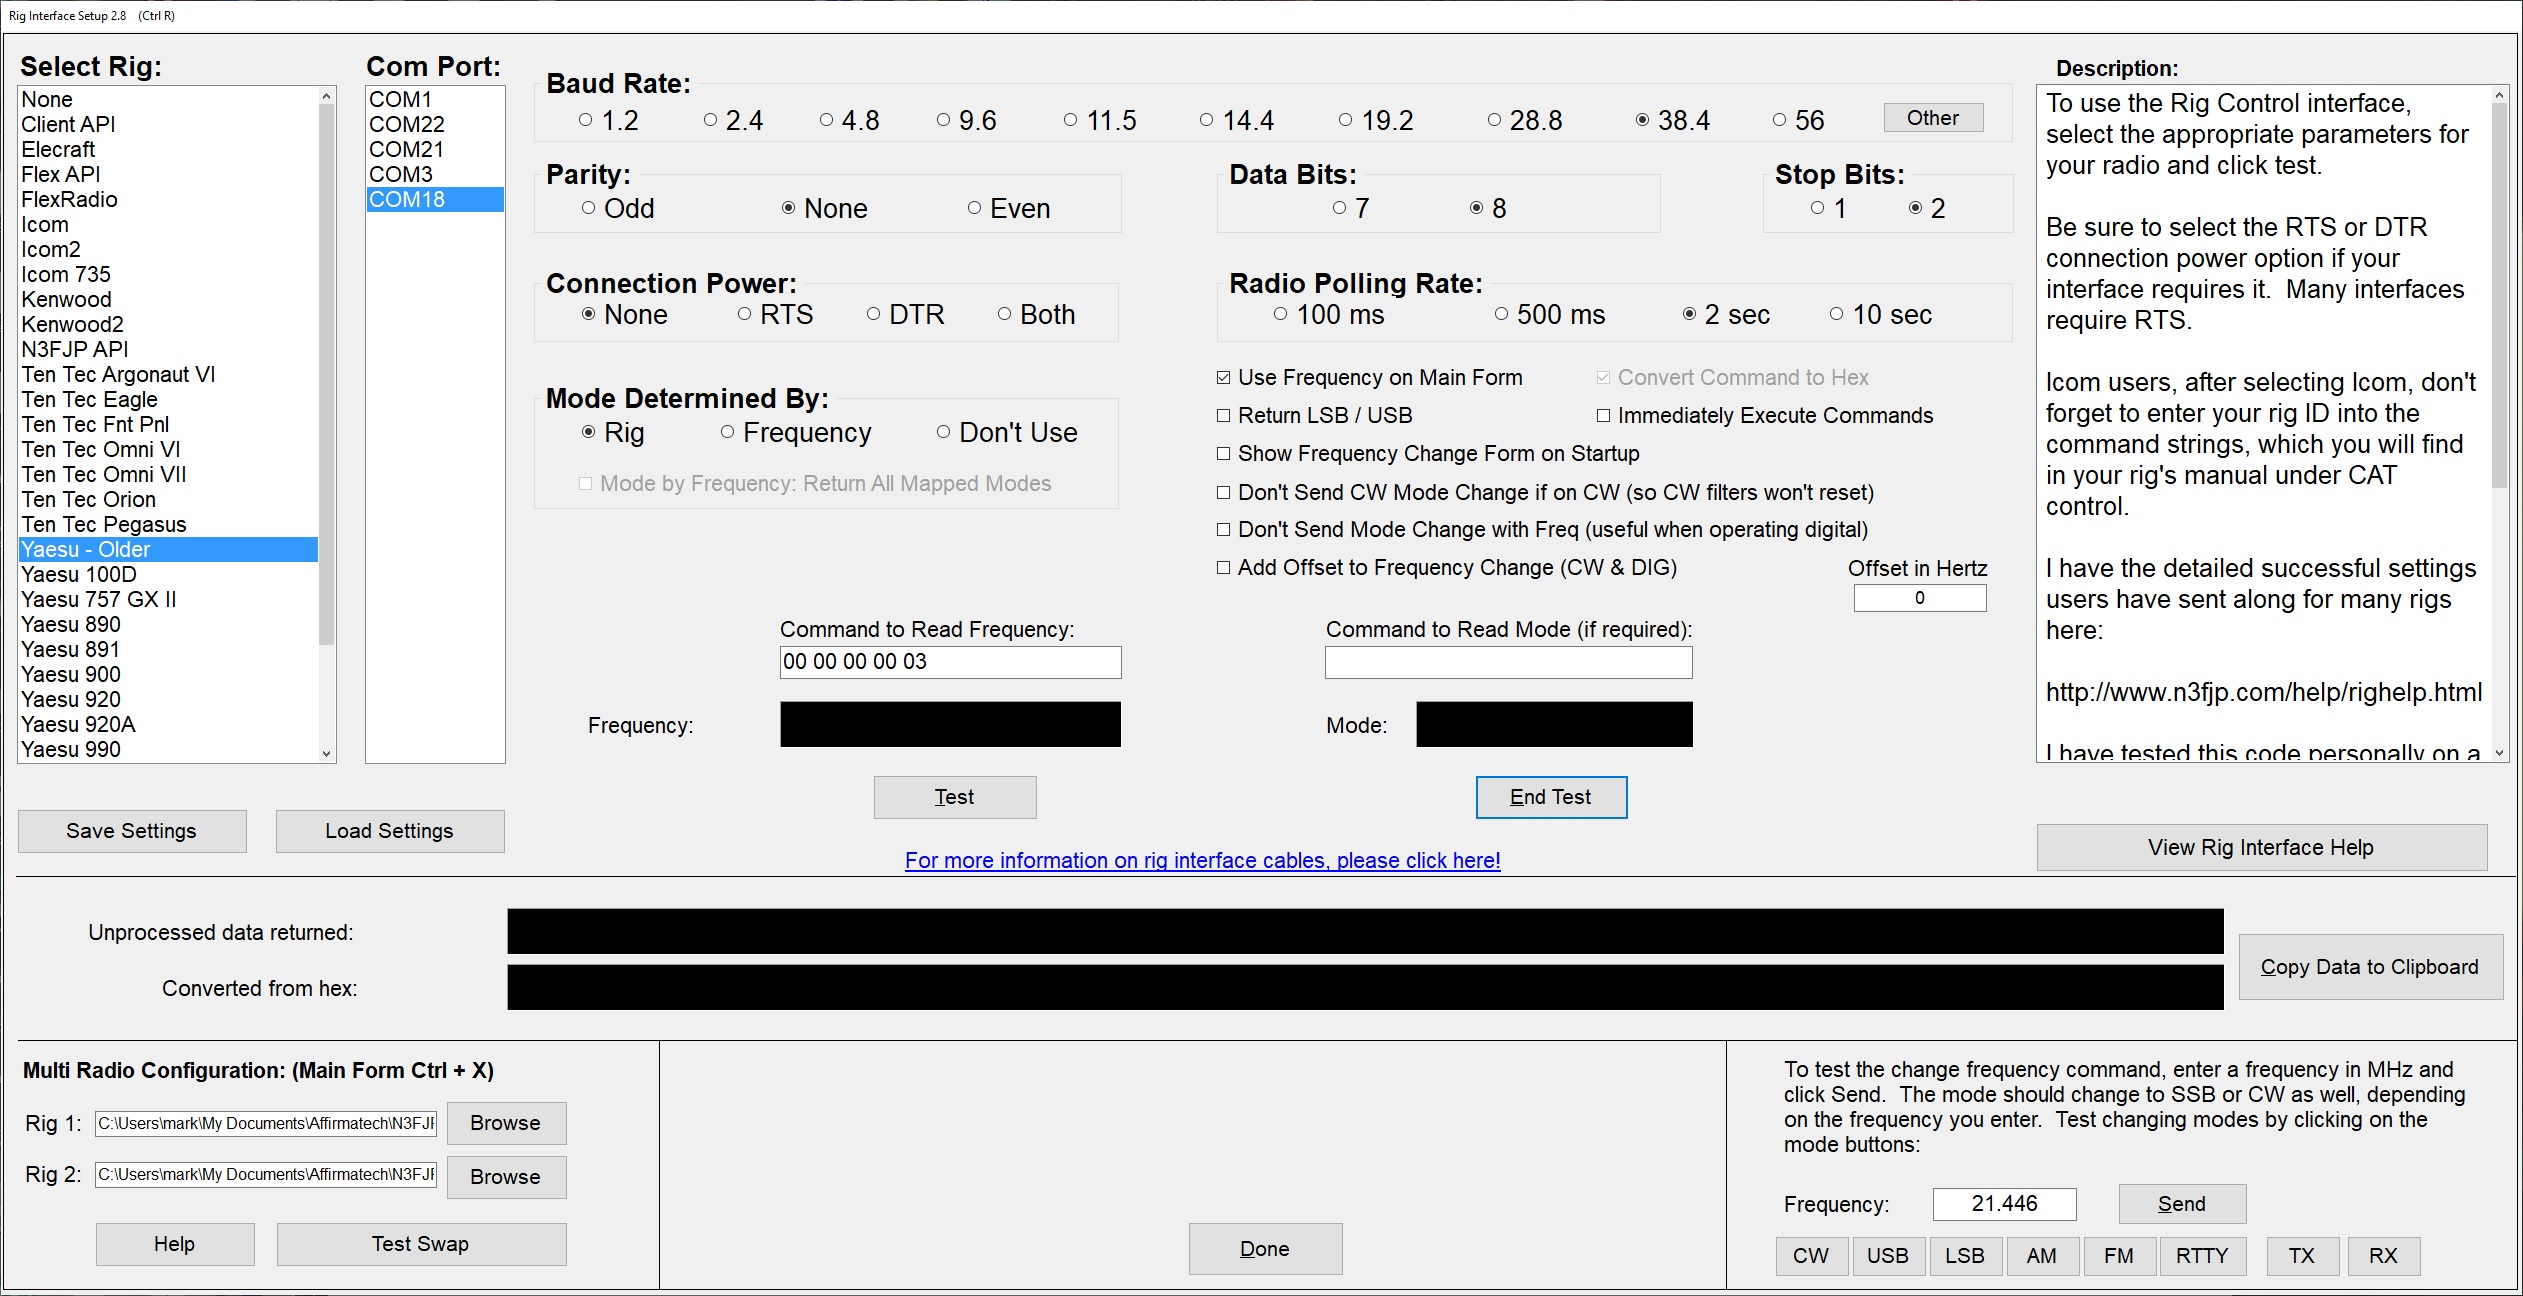 Rig Interface Setup 2.8 (Ctrl R)
Select Rig:
None
Client API
Elecraft
Flex API
FlexRadio
Icom
Icom2
Icom 735
Kenwood
Kenwood2
N3FJP API
Ten Tec Argonaut VI
Ten Tec Eagle
Ten Tec Fnt Pnl
Ten Tec Omni VI
Ten Tec Omni VII
Ten Tec Orion
Ten Tec Pegasus
Yaesu - Older
Yaesu 100D
Yaesu 757 GX II
Yaesu 890
Yaesu 891
Yaesu 900
Yaesu 920
Yaesu 920A
Yaesu 990
Com Port:
COM1
COM22
COM21
COM3
COM18
Save Settings
Load Settings
Baud Rate:
1.2 2.4 4.8 9.6 11.5 14.4 19.2 28.8 38.4 56 Other
Parity:
Odd None Even
Data Bits:
7 8
Stop Bits:
1 2
Connection Power:
None RTS DTR Both
Radio Polling Rate:
100 ms 500 ms 2 sec 10 sec
Mode Determined By:
Rig Frequency Don't Use
Mode by Frequency: Return All Mapped Modes
Use Frequency on Main Form
Convert Command to Hex
Return LSB / USB
Immediately Execute Commands
Show Frequency Change Form on Startup
Don't Send CW Mode Change if on CW (so CW filters won't reset)
Don't Send Mode Change with Freq (useful when operating digital)
Add Offset to Frequency Change (CW & DIG)
Offset in Hertz
0
Command to Read Frequency:
00 00 00 00 03
Command to Read Mode (if required):
Frequency:
Mode:
Test
End Test
For more information on rig interface cables, please click here!
Description:
To use the Rig Control interface,
select the appropriate parameters for
your radio and click test.
Be sure to select the RTS or DTR
connection power option if your
interface requires it. Many interfaces
require RTS.
Icom users, after selecting Icom, don't
forget to enter your rig ID into the
command strings, which you will find
in your rig's manual under CAT
control.
I have the detailed successful settings
users have sent along for many rigs
here:
http://www.n3fjp.com/help/righelp.html
I have tested this code personally on a
View Rig Interface Help
Unprocessed data returned:
Converted from hex:
Copy Data to Clipboard
Multi Radio Configuration: (Main Form Ctrl + X)
Rig 1: C:\Users\mark\My Documents\Affirmatech\N3FJP Browse
Rig 2: C:\Users\mark\My Documents\Affirmatech\N3FJP Browse
Help
Test Swap
Done
To test the change frequency command, enter a frequency in MHz and
click Send. The mode should change to SSB or CW as well, depending
on the frequency you enter. Test changing modes by clicking on the
mode buttons:
Frequency: 21.446 Send
CW USB LSB AM FM RTTY TX RX